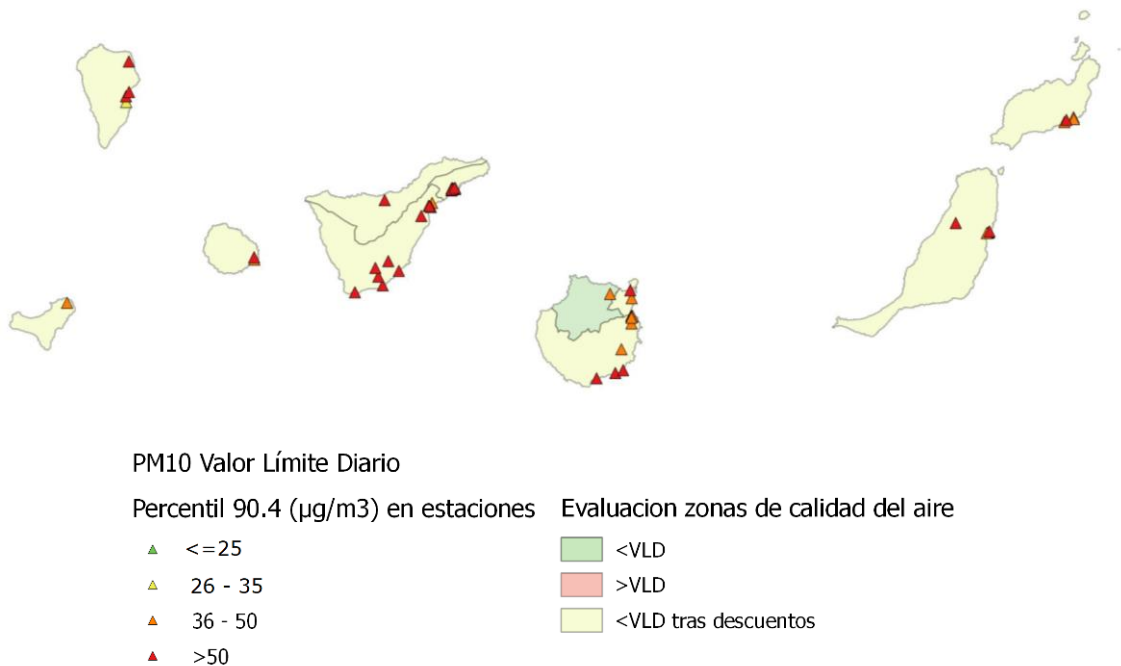 PM10 Valor Límite Diario
Percentil 90.4 (µg/m3) en estaciones
<=25
26 - 35
36 - 50
>50
Evaluacion zonas de calidad del aire
<VLD
>VLD
<VLD tras descuentos